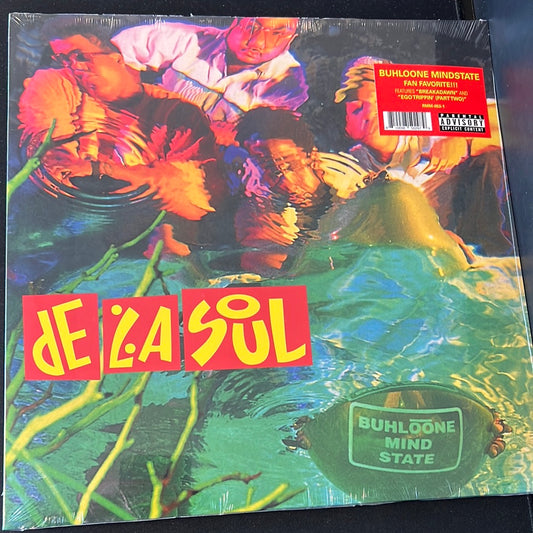 BUHLOONE MINDSTATE
FAN FAVORITE!!!
FEATURES "BREAKADAWN" AND
"EGO TRIPPIN' (PART TWO)"
PARENTAL
ADVISORY
EXPLICIT CONTENT
dE LA SOUL
BUHLOONE
MIND
STATE